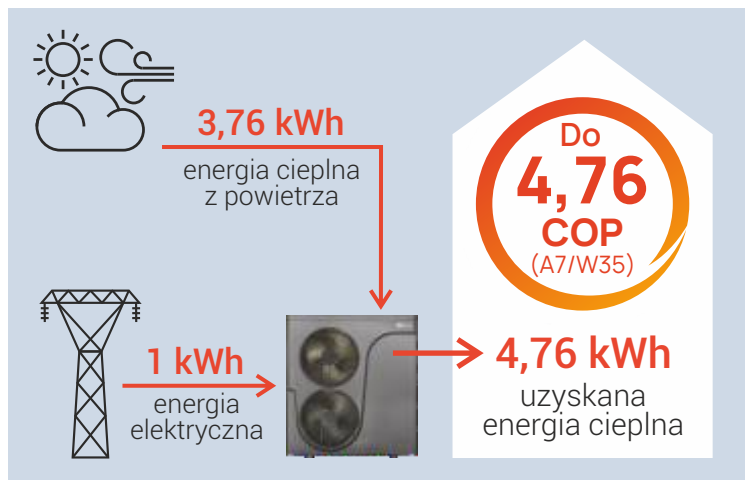 3,76 kWh
energia cieplna
z powietrza
1 kWh
energia
elektryczna
Do
4,76
COP
(A7/W35)
4,76 kWh
uzyskana
energia cieplna